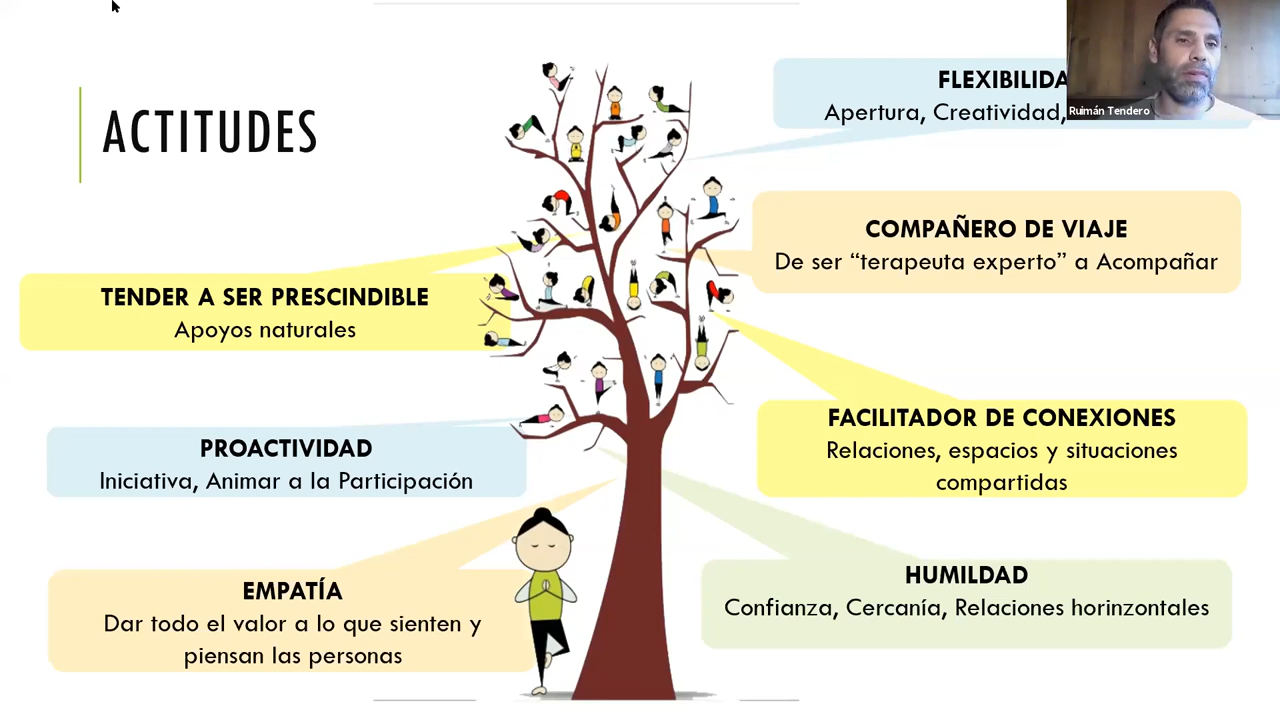 ACTITUDES
FLEXIBILIDA
Apertura, Creatividad,
Ruimán Tendero
COMPAÑERO DE VIAJE
De ser “terapeuta experto” a Acompañar
TENDER A SER PRESCINDIBLE
Apoyos naturales
FACILITADOR DE CONEXIONES
Relaciones, espacios y situaciones
compartidas
PROACTIVIDAD
Iniciativa, Animar a la Participación
HUMILDAD
Confianza, Cercanía, Relaciones horinzontales
EMPATÍA
Dar todo el valor a lo que sienten y
piensan las personas